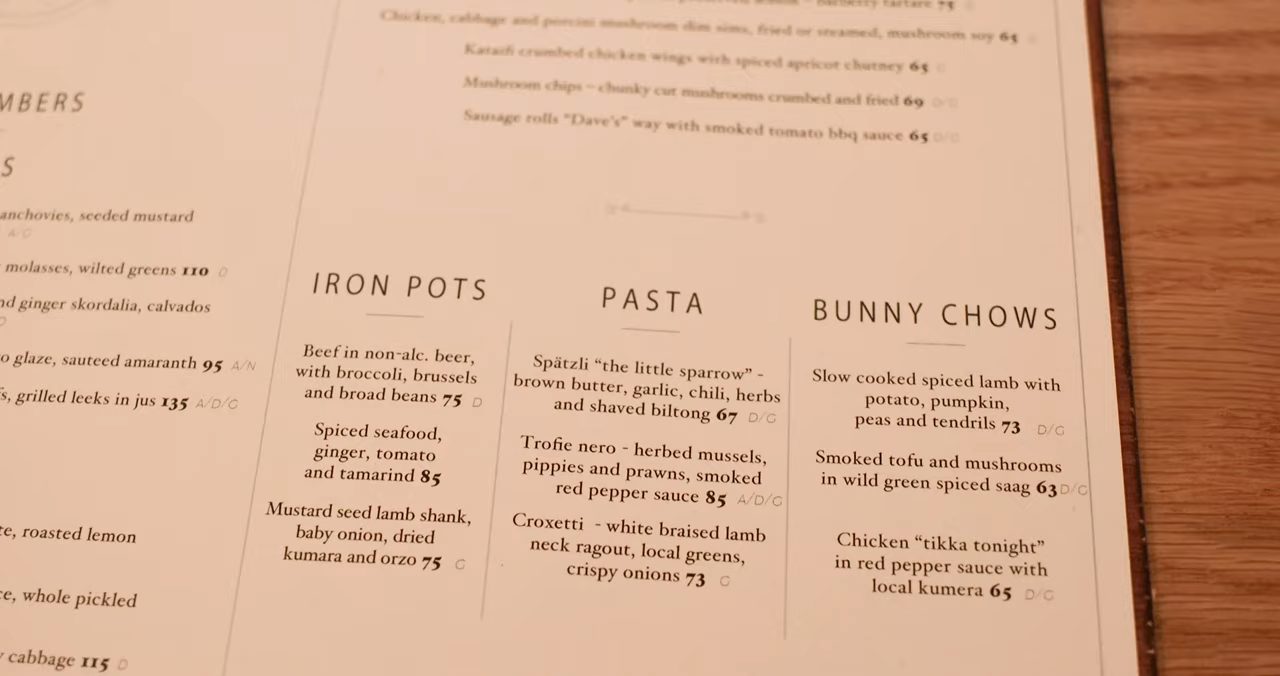 tartare 75
Chicken, cabbage and porcini mushroom dim sims, fried or steamed, mushroom soy 65
Kataifi crumbed chicken wings with spiced apricot chutney 65
Mushroom chips - chunky cut mushrooms crumbed and fried 69 D/G
Sausage rolls "Dave's" way with smoked tomato bbq sauce 65 D/G
MBERS
S
anchovies, seeded mustard
A/G
molasses, wilted greens 110 D
nd ginger skordalia, calvados
D
o glaze, sauteed amaranth 95 A/N
s, grilled leeks in jus 135 A/D/G
te, roasted lemon
ce, whole pickled
y cabbage 115 D
IRON POTS
Beef in non-alc. beer,
with broccoli, brussels
and broad beans 75 D
Spiced seafood,
ginger, tomato
and tamarind 85
Mustard seed lamb shank,
baby onion, dried
kumara and orzo 75 G
PASTA
Spätzli "the little sparrow" -
brown butter, garlic, chili, herbs
and shaved biltong 67 D/G
Trofie nero - herbed mussels,
pippies and prawns, smoked
red pepper sauce 85 A/D/G
Croxetti - white braised lamb
neck ragout, local greens,
crispy onions 73 G
BUNNY CHOWS
Slow cooked spiced lamb with
potato, pumpkin,
peas and tendrils 73 D/G
Smoked tofu and mushrooms
in wild green spiced saag 63 D/G
Chicken "tikka tonight"
in red pepper sauce with
local kumera 65 D/G